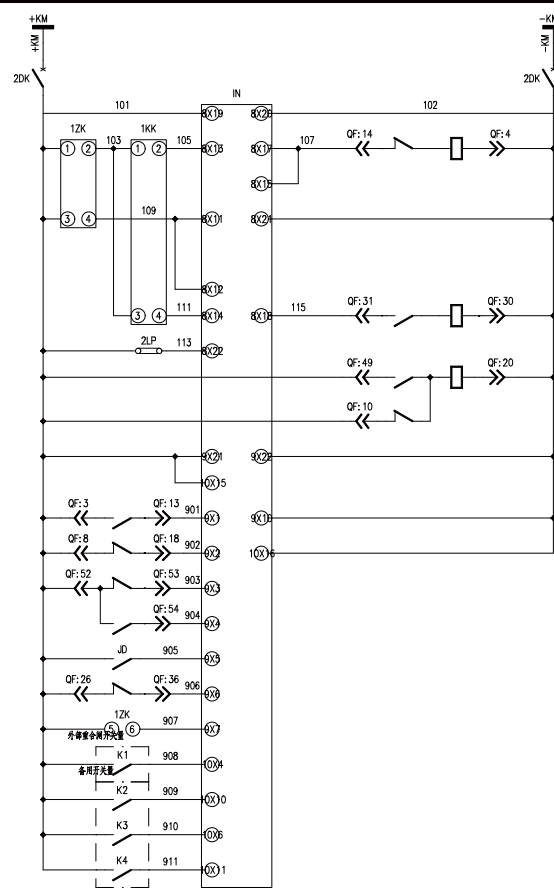 +KM -KM
+KM -KM
2DK 2DK
IN
101 8X19 8X20 102
1ZK 1KK
1 2 103 1 2 105 8X13 8X17 107 QF:14 QF:4
8X15
3 4 109 8X11 8X21
8X12
3 4 111 8X14 8X18 115 QF:31 QF:30
2LP 113 8X22
QF:49 QF:20
QF:10
9X21 9X22
10X15
QF:3 QF:13 901 9X1 9X10
QF:8 QF:18 902 9X2 10X16
QF:52 QF:53 903 9X3
QF:54 904 9X4
JD 905 9X5
QF:26 QF:36 906 9X6
1ZK
5 6 907 9X7
外部重合闸开关量
K1 908 10X4
备用开关量
K2 909 10X10
K3 910 10X6
K4 911 10X11